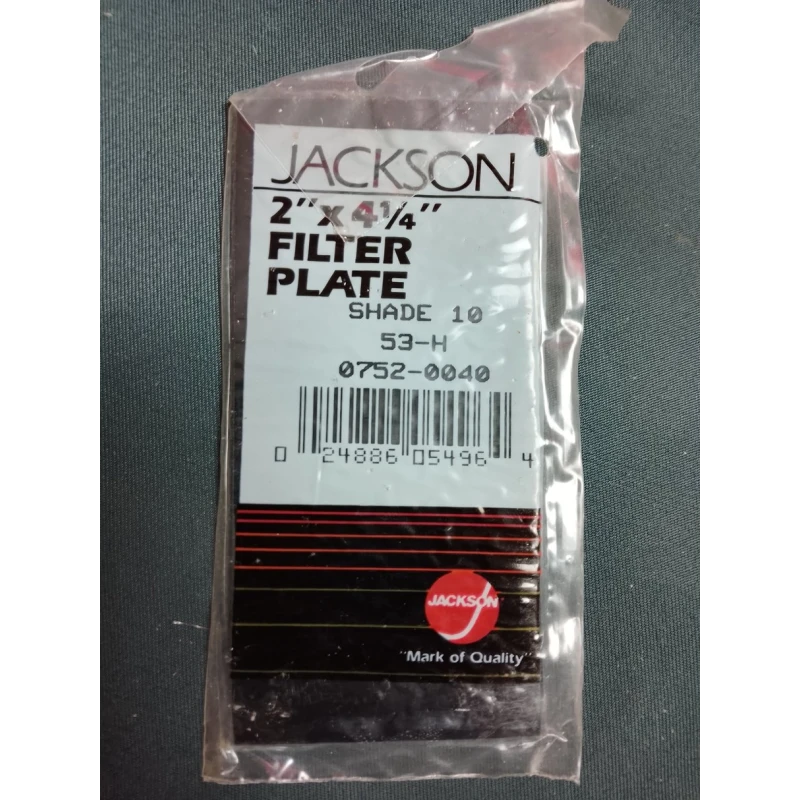 JACKSON
2" x 4¼"
FILTER
PLATE
SHADE 10
53-H
0752-0040
0 24886 05496 4
JACKSON
"Mark of Quality"